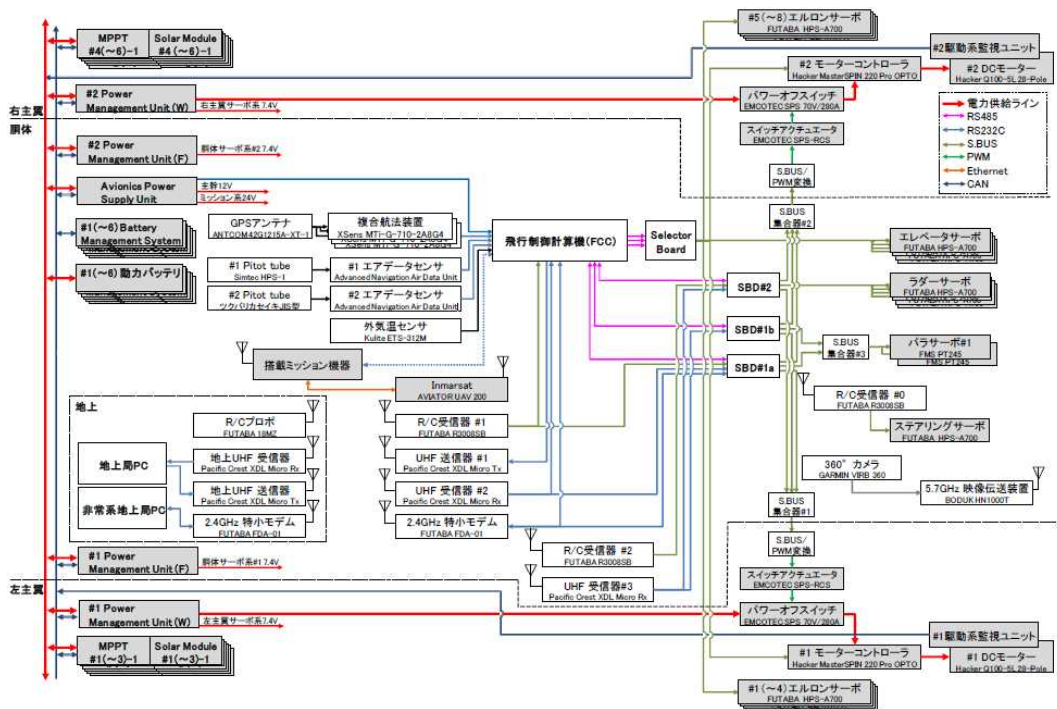 #5(～8)エルロンサーボ
FUTABA HPS-A700
MPPT
#4(～6)-1
Solar Module
#4(～6)-1
#2駆動系監視ユニット
#2 モーターコントローラ
Hacker MasterSPIN 220 Pro OPTO
#2 DCモーター
Hacker Q100-5L 28-Pole
#2 Power
Management Unit(W)
右主翼サーボ系7.4V
パワーオフスイッチ
EMCOTEC SPS 70V/280A
右主翼
胴体
スイッチアクチュエータ
EMCOTEC SPS-RCS
電力供給ライン
RS485
RS232C
S.BUS
PWM
Ethernet
CAN
#2 Power
Management Unit(F)
胴体サーボ系#2 7.4V
S.BUS/
PWM変換
Avionics Power
Supply Unit
主幹12V
ミッション系24V
#1(～6)Battery
Management System
GPSアンテナ
ANTCOM 42G1215A-XT-1
複合航法装置
XSens MTi-G-710-2A8G4
飛行制御計算機(FCC)
Selector
Board
S.BUS
集合器#2
エレベータサーボ
FUTABA HPS-A700
#1(～6)動力バッテリ
#1 Pitot tube
Simtec HPS-1
#1 エアデータセンサ
Advanced Navigation Air Data Unit
SBD#2
ラダーサーボ
FUTABA HPS-A700
#2 Pitot tube
ツクバリカセイキJIS型
#2 エアデータセンサ
Advanced Navigation Air Data Unit
外気温センサ
Kulite ETS-312M
SBD#1b
S.BUS
集合器#3
パラサーボ#1
FMS PT245
FMS PT245
搭載ミッション機器
SBD#1a
Inmarsat
AVIATOR UAV 200
R/C受信器 #0
FUTABA R3008SB
地上
R/Cプロポ
FUTABA 18MZ
R/C受信器 #1
FUTABA R3008SB
ステアリングサーボ
FUTABA HPS-A700
地上局PC
地上UHF 受信器
Pacific Crest XDL Micro Rx
UHF 送信器 #1
Pacific Crest XDL Micro Tx
360° カメラ
GARMIN VIRB 360
地上UHF 送信器
Pacific Crest XDL Micro Tx
UHF 受信器 #2
Pacific Crest XDL Micro Rx
5.7GHz 映像伝送装置
BODUK HN1000T
非常系地上局PC
2.4GHz 特小モデム
FUTABA FDA-01
2.4GHz 特小モデム
FUTABA FDA-01
S.BUS
集合器#1
#1 Power
Management Unit(F)
胴体サーボ系#1 7.4V
R/C受信器 #2
FUTABA R3008SB
S.BUS/
PWM変換
左主翼
UHF 受信器#3
Pacific Crest XDL Micro Rx
スイッチアクチュエータ
EMCOTEC SPS-RCS
#1 Power
Management Unit(W)
左主翼サーボ系7.4V
パワーオフスイッチ
EMCOTEC SPS 70V/280A
#1駆動系監視ユニット
MPPT
#1(～3)-1
Solar Module
#1(～3)-1
#1 モーターコントローラ
Hacker MasterSPIN 220 Pro OPTO
#1 DCモーター
Hacker Q100-5L 28-Pole
#1(～4)エルロンサーボ
FUTABA HPS-A700